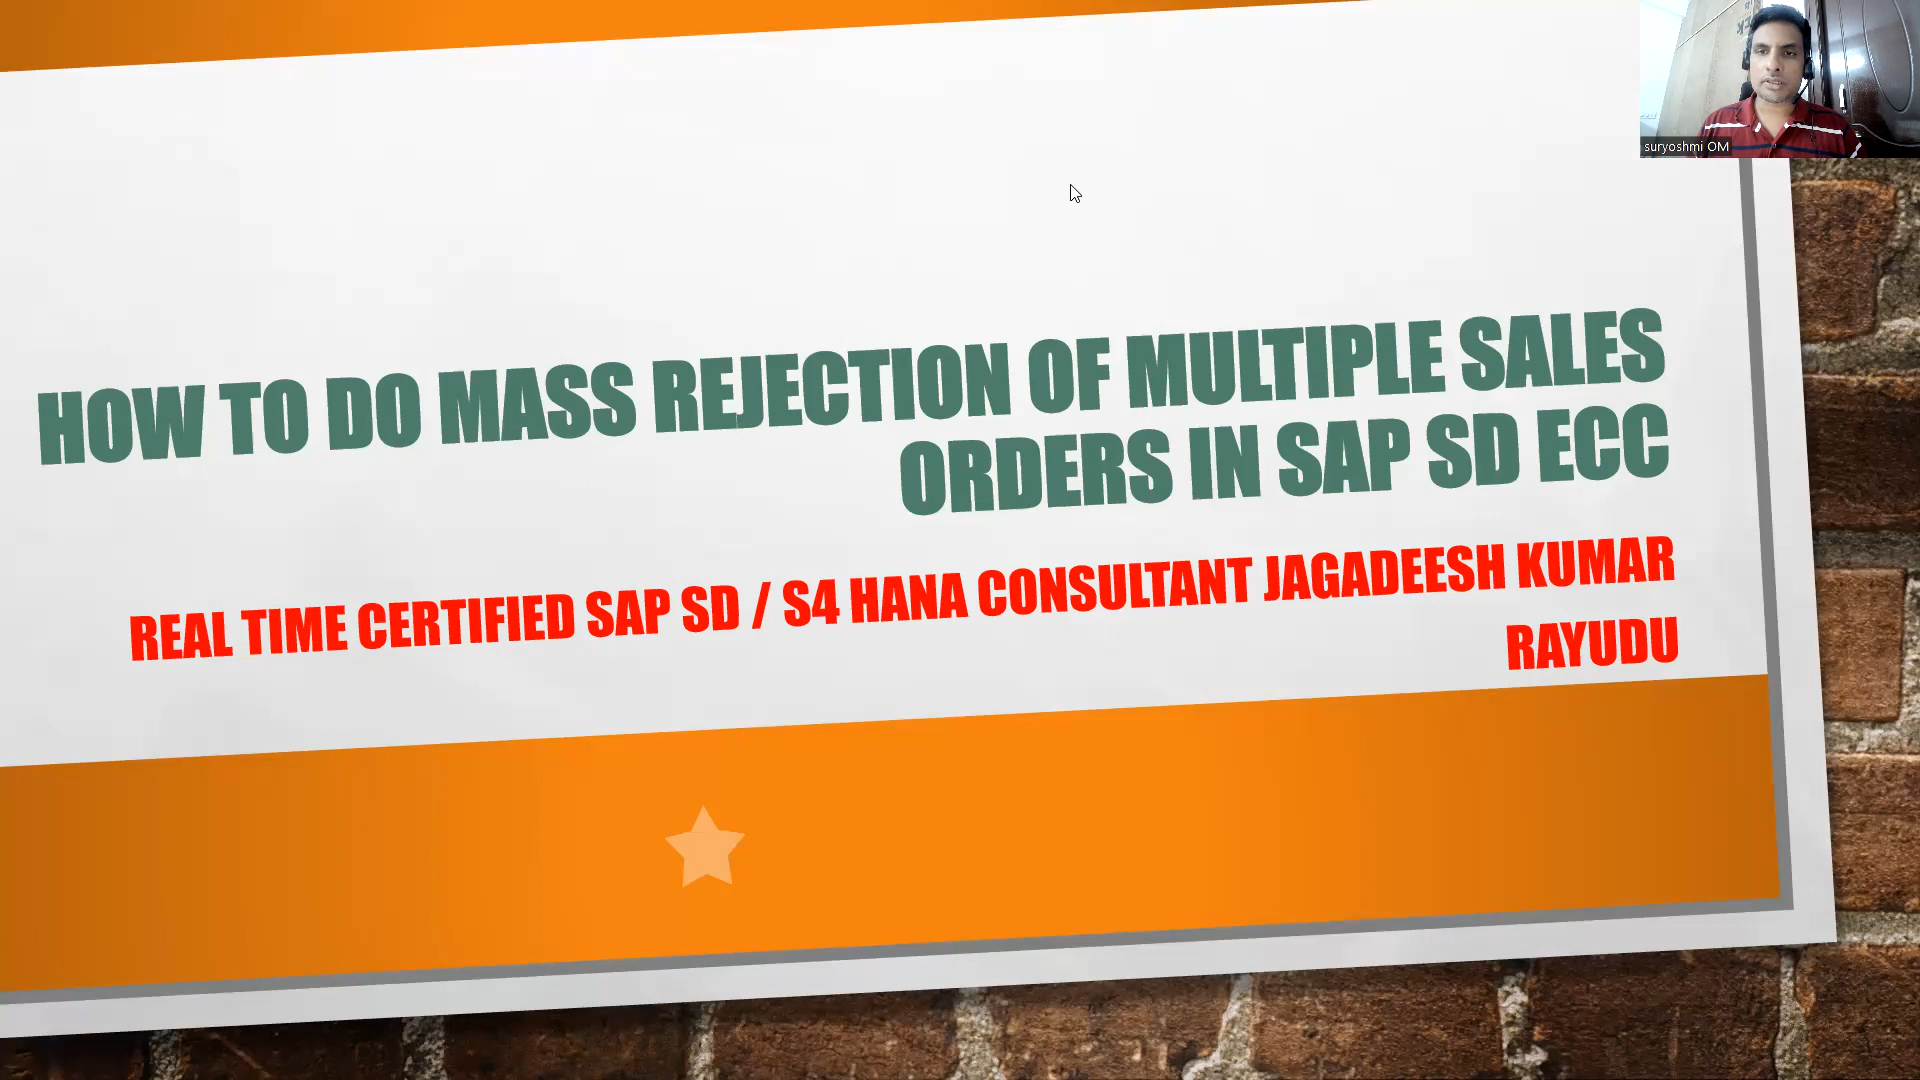 suryoshmi OM
HOW TO DO MASS REJECTION OF MULTIPLE SALES
ORDERS IN SAP SD ECC
REAL TIME CERTIFIED SAP SD / S4 HANA CONSULTANT JAGADEESH KUMAR
RAYUDU